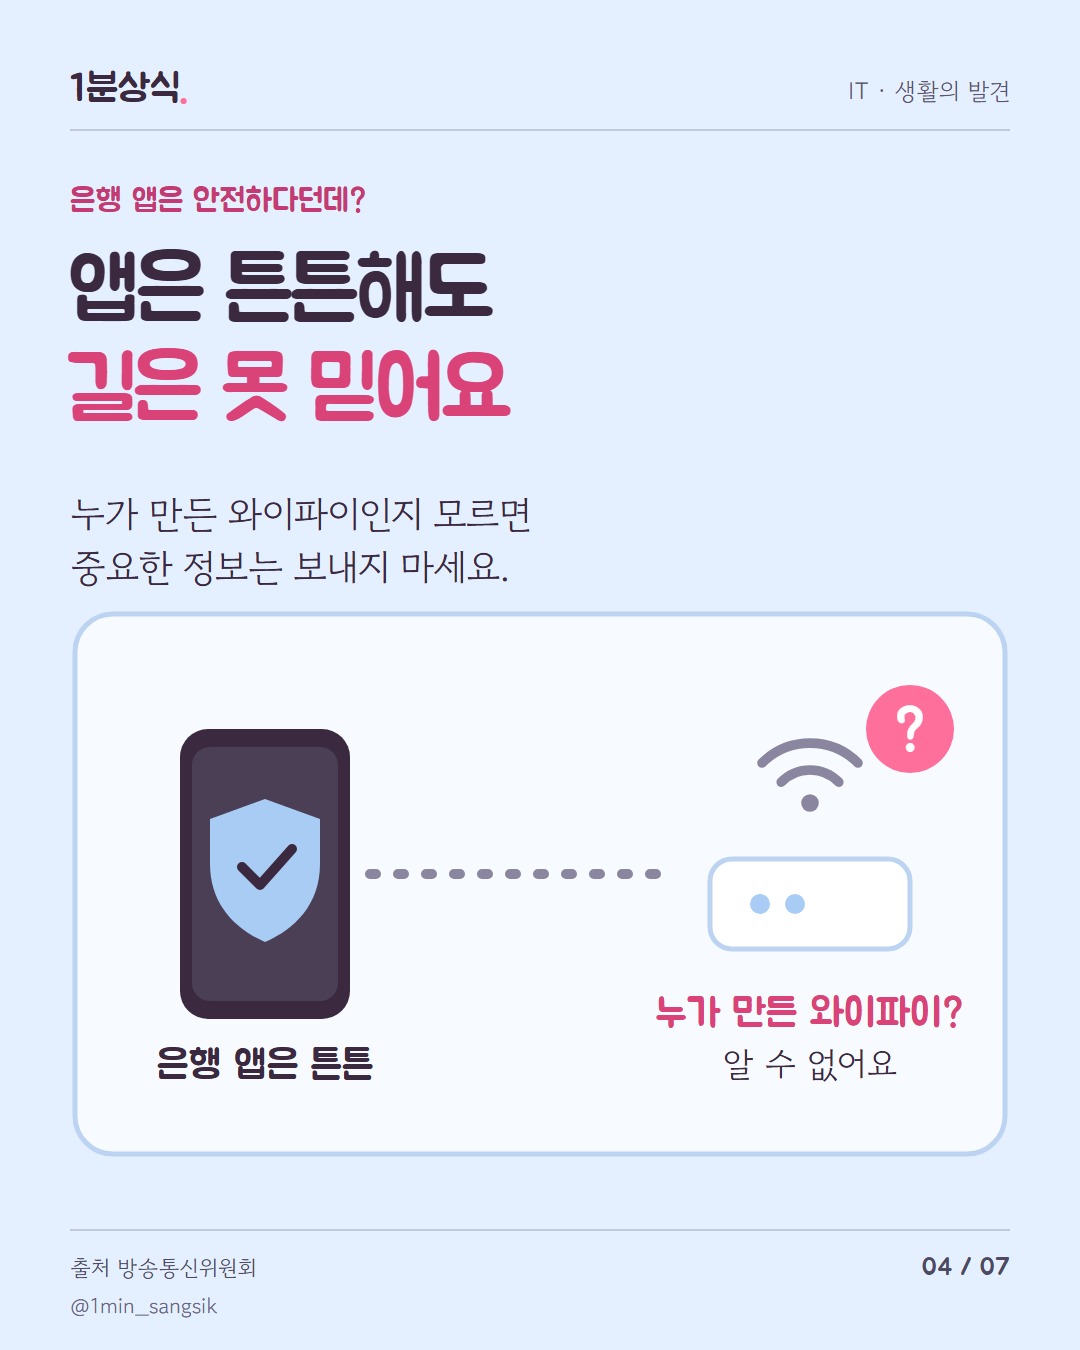 1분상식.
IT · 생활의 발견
은행 앱은 안전하다던데?
앱은 튼튼해도
길은 못 믿어요
누가 만든 와이파이인지 모르면
중요한 정보는 보내지 마세요.
?
누가 만든 와이파이?
은행 앱은 튼튼
알 수 없어요
출처 방송통신위원회
04 / 07
@1min_sangsik